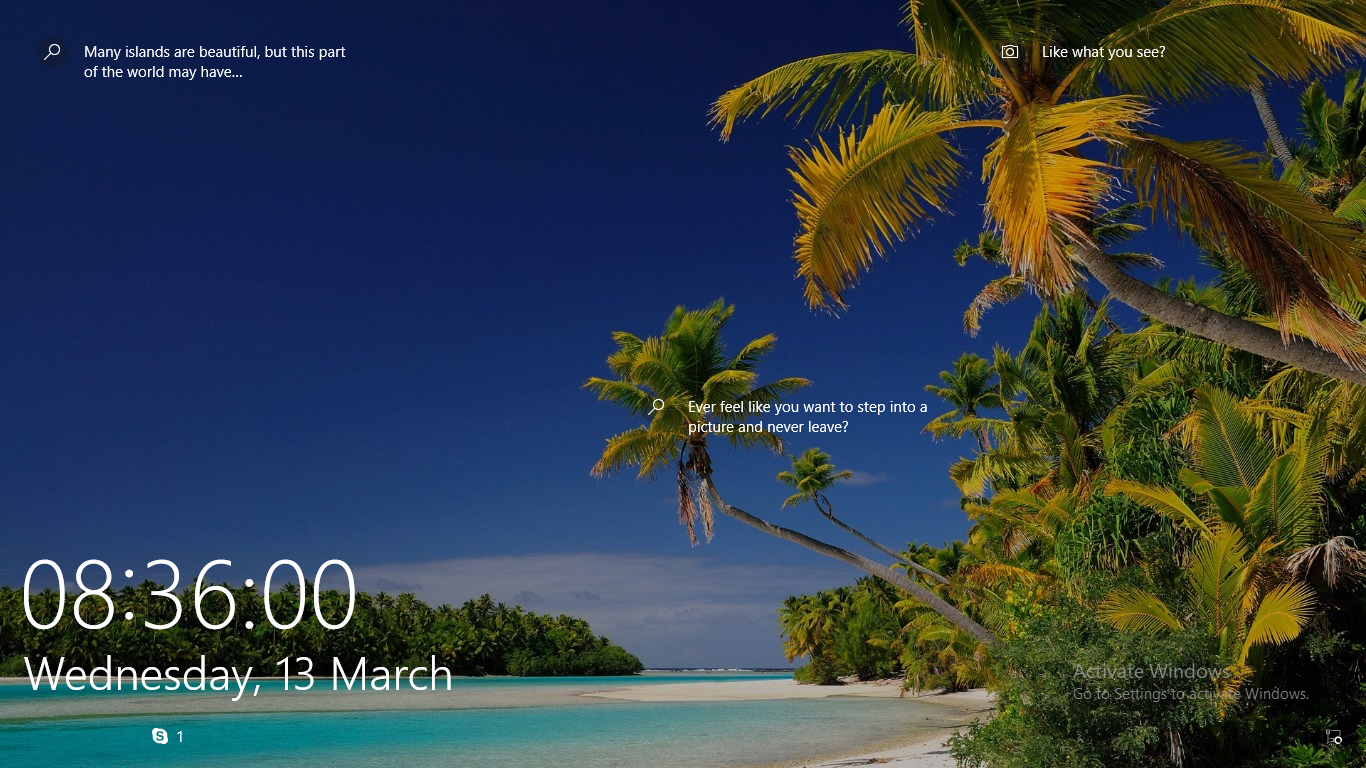 Many islands are beautiful, but this part
of the world may have...
Like what you see?
Ever feel like you want to step into a
picture and never leave?
08:36:00
Wednesday, 13 March
1
Activate Windows
Go to Settings to activate Windows.